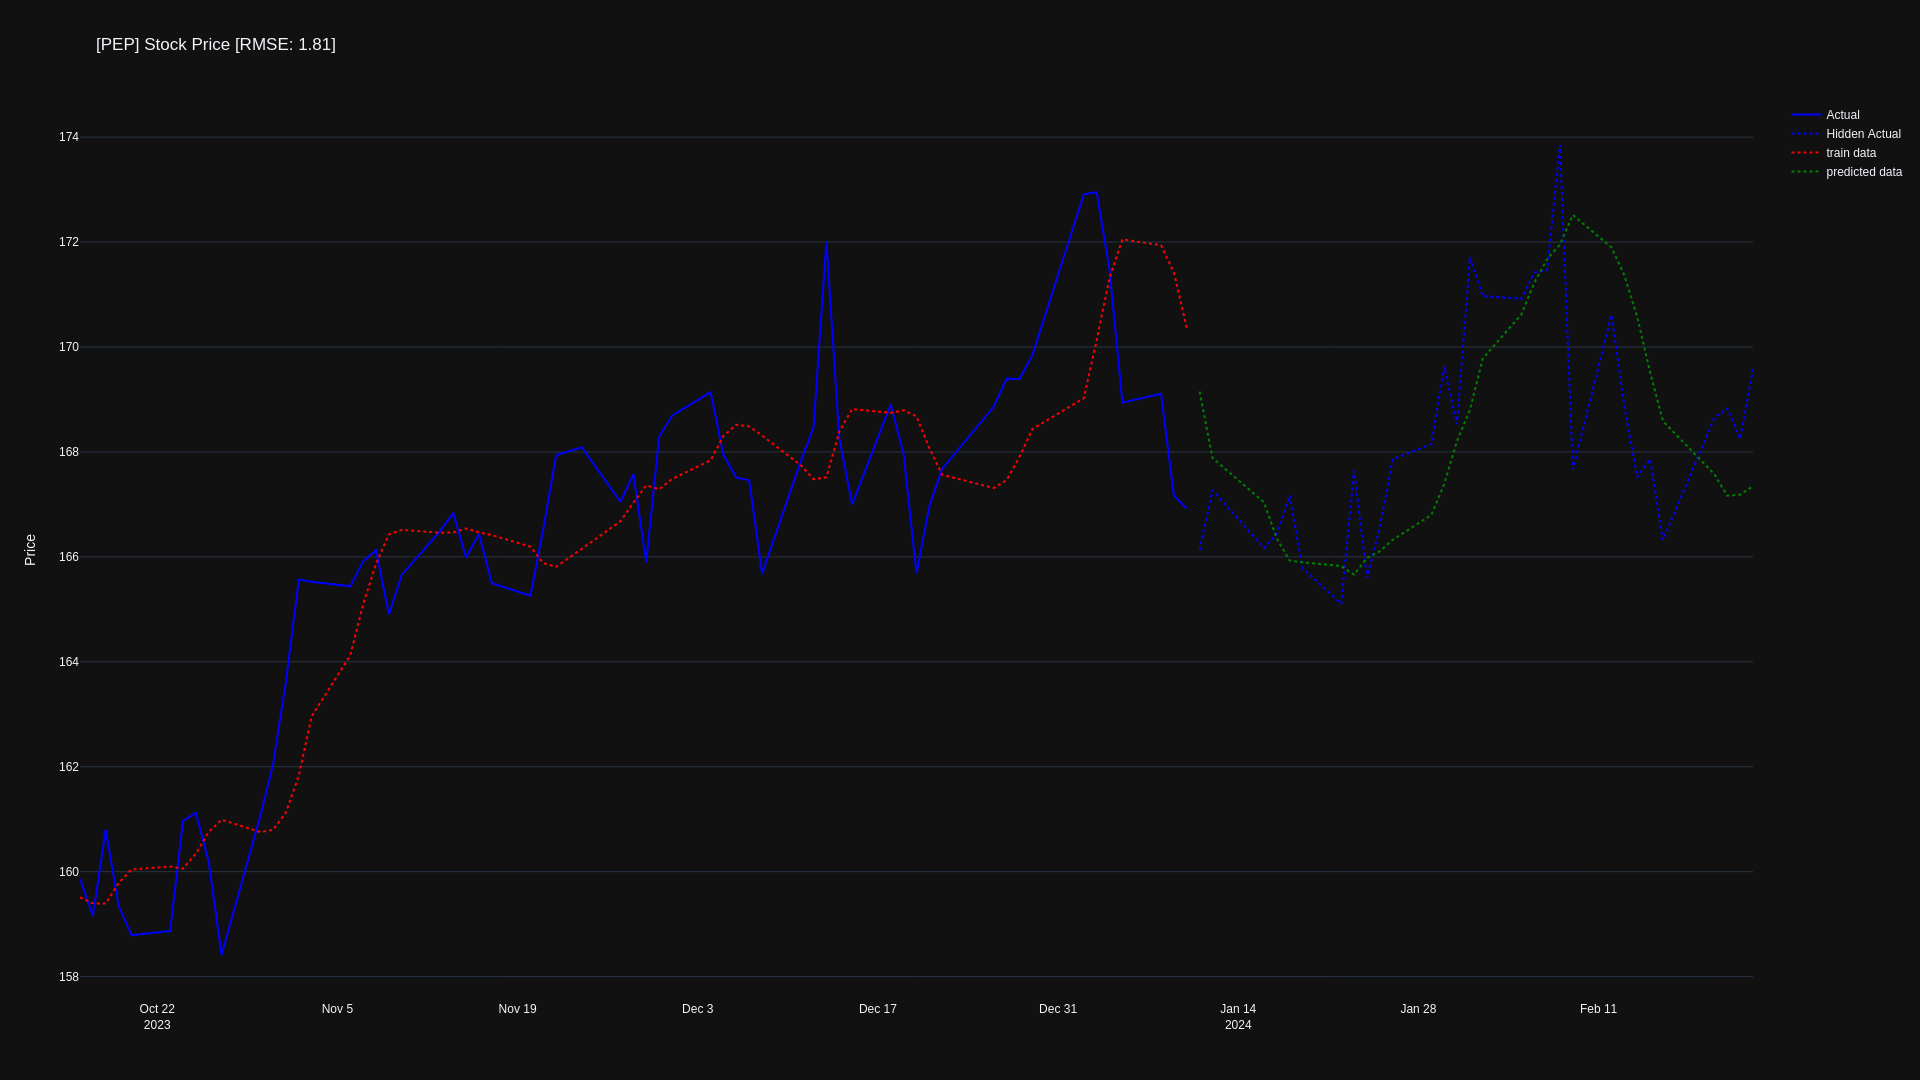 [PEP] Stock Price [RMSE: 1.81]
Actual
Hidden Actual
train data
predicted data
174
172
170
168
166
164
162
160
158
Price
Oct 22
2023
Nov 5
Nov 19
Dec 3
Dec 17
Dec 31
Jan 14
2024
Jan 28
Feb 11